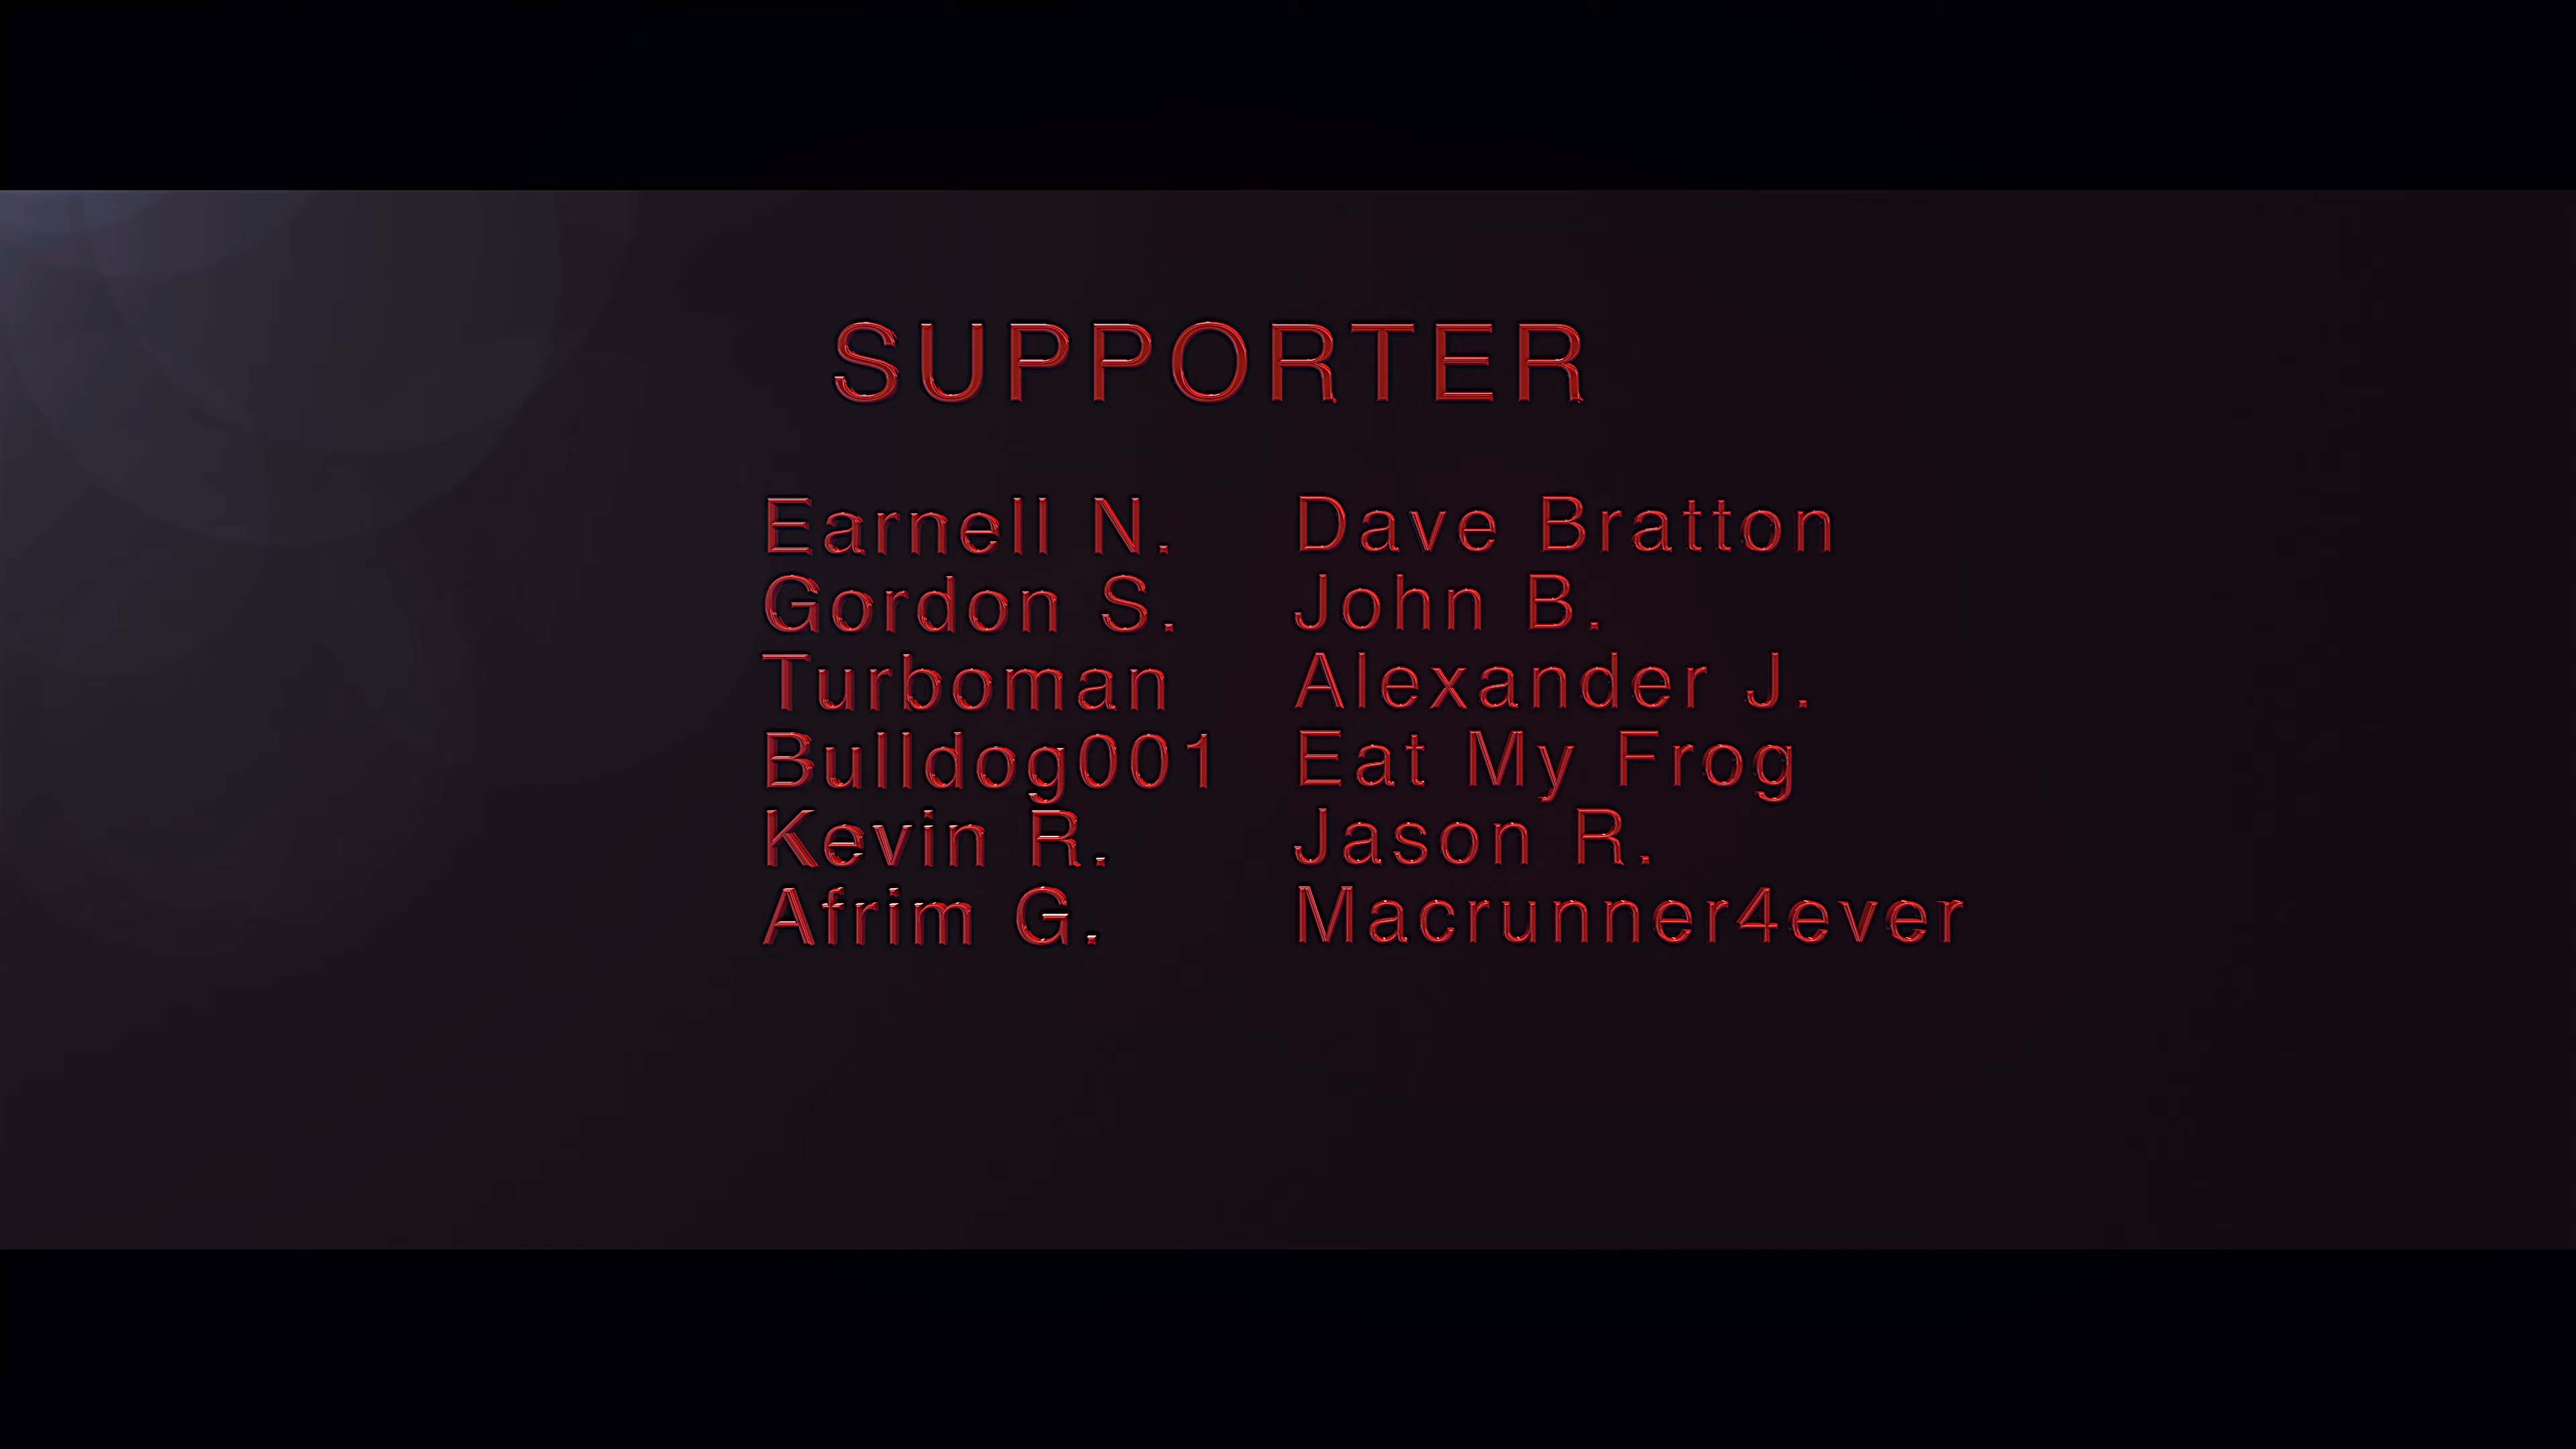 SUPPORTER
Earnell N.
Gordon S.
Turboman
Bulldog001
Kevin R.
Afrim G.
Dave Bratton
John B.
Alexander J.
Eat My Frog
Jason R.
Macrunner4ever